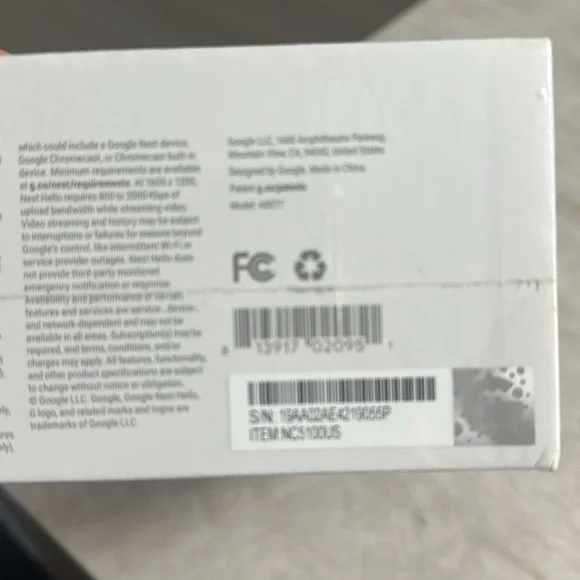 which could include a Google Nest device,
Google Chromecast, or Chromecast built-in
device. Minimum requirements are available
at g.co/nest/requirements. At 1600 x 1200,
Nest Hello requires 800 to 2000 Kbps of
upload bandwidth while streaming video.
Video streaming and history may be subject
to interruptions or failures for reasons beyond
Google's control, like intermittent Wi-Fi or
service provider outages. Nest Hello does
not provide third-party monitored
emergency notification or response.
Availability and performance of certain
features and services are service-, device-,
and network-dependent and may not be
available in all areas. Subscription(s) may be
required, and terms, conditions, and/or
charges may apply. All features, functionality,
and other product specifications are subject
to change without notice or obligation.
© Google LLC. Google, Google Nest Hello,
G logo, and related marks and logos are
trademarks of Google LLC.
Google LLC, 1600 Amphitheatre Parkway,
Mountain View, CA, 94043, United States
Designed by Google. Made in China.
Patent g.co/patents
Model:
FC
8 13917 02095 1
S/N: 19AA02AE4219055P
ITEM:NC5100US